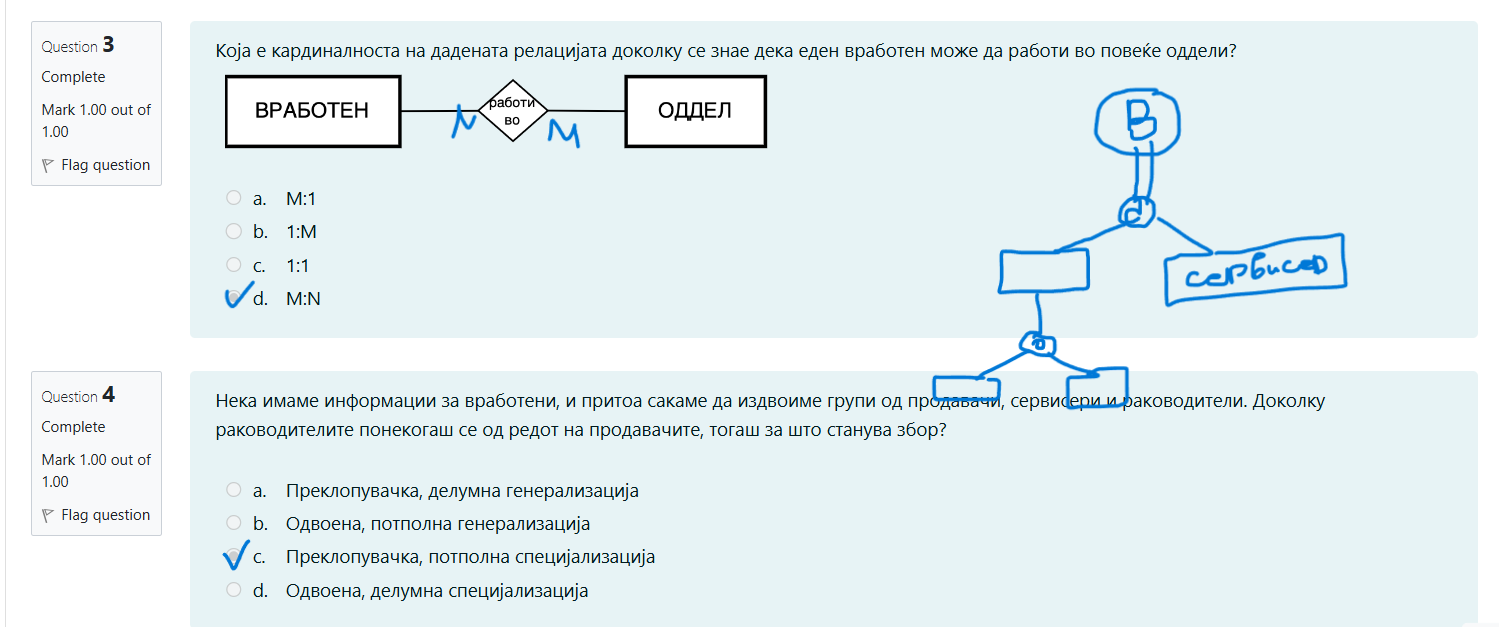 Question 3
Complete
Mark 1.00 out of
1.00
Flag question
Која е кардиналноста на дадената релацијата доколку се знае дека еден вработен може да работи во повеќе оддели?
ВРАБОТЕН
работи
во
ОДДЕЛ
N
M
a. M:1
b. 1:M
c. 1:1
d. M:N
В
d
сервисер
Question 4
Complete
Mark 1.00 out of
1.00
Flag question
Нека имаме информации за вработени, и притоа сакаме да издвоиме групи од продавачи, сервисери и раководители. Доколку
раководителите понекогаш се од редот на продавачите, тогаш за што станува збор?
a. Преклопувачка, делумна генерализација
b. Одвоена, потполна генерализација
c. Преклопувачка, потполна специјализација
d. Одвоена, делумна специјализација